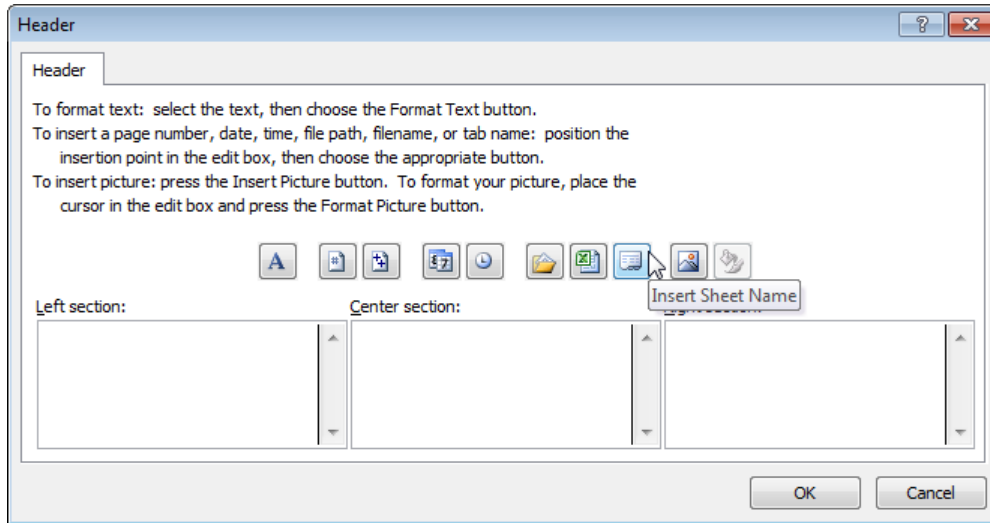 Header
Header
To format text: select the text, then choose the Format Text button.
To insert a page number, date, time, file path, filename, or tab name: position the
insertion point in the edit box, then choose the appropriate button.
To insert picture: press the Insert Picture button. To format your picture, place the
cursor in the edit box and press the Format Picture button.
A
Insert Sheet Name
Left section:
Center section:
OK
Cancel